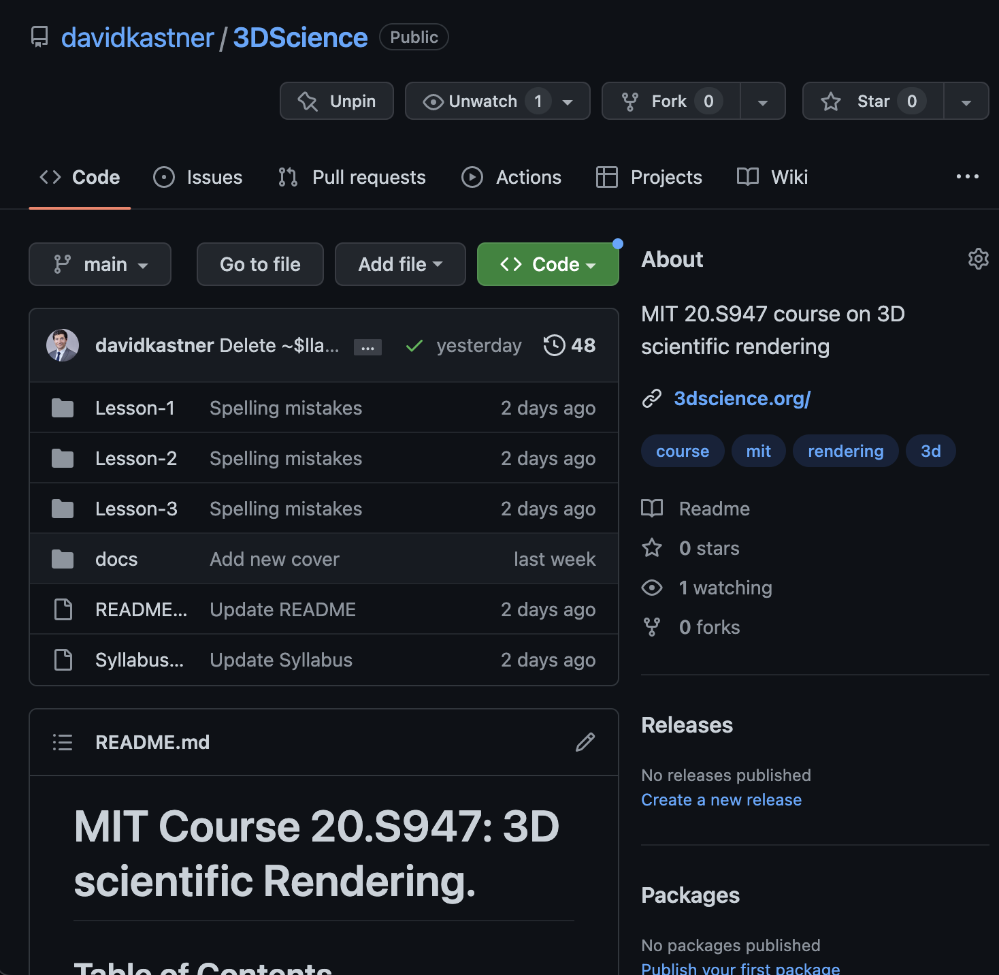 davidkastner / 3DScience Public
Unpin Unwatch 1 Fork 0 Star 0
Code Issues Pull requests Actions Projects Wiki ...
main Go to file Add file Code
davidkastner Delete ~$lla... ... yesterday 48
Lesson-1 Spelling mistakes 2 days ago
Lesson-2 Spelling mistakes 2 days ago
Lesson-3 Spelling mistakes 2 days ago
docs Add new cover last week
README... Update README 2 days ago
Syllabus... Update Syllabus 2 days ago
README.md
MIT Course 20.S947: 3D
scientific Rendering.
Table of Contents
About
MIT 20.S947 course on 3D
scientific rendering
3dscience.org/
course mit rendering 3d
Readme
0 stars
1 watching
0 forks
Releases
No releases published
Create a new release
Packages
No packages published
Publish your first package